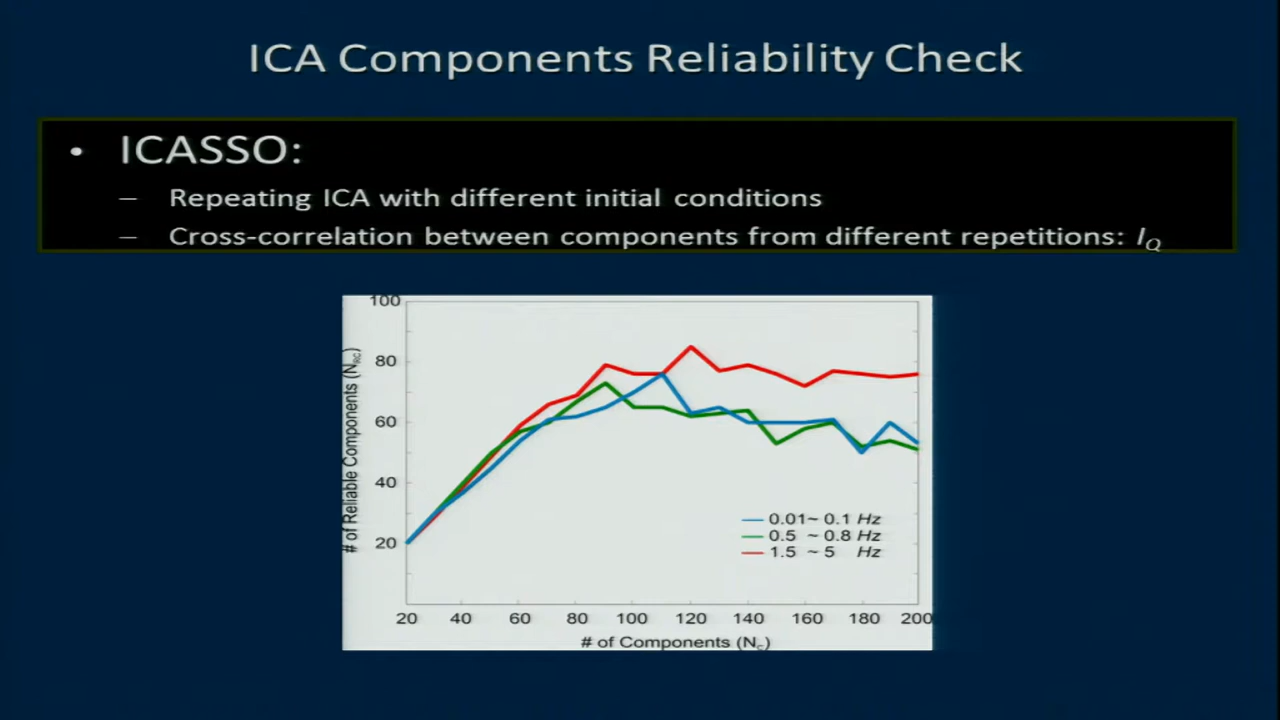 ICA Components Reliability Check
• ICASSO:
– Repeating ICA with different initial conditions
– Cross-correlation between components from different repetitions: I_Q
100
80
60
40
20
# of Reliable Components (N_RC)
0.01~ 0.1 Hz
0.5 ~ 0.8 Hz
1.5 ~ 5 Hz
20 40 60 80 100 120 140 160 180 200
# of Components (N_C)